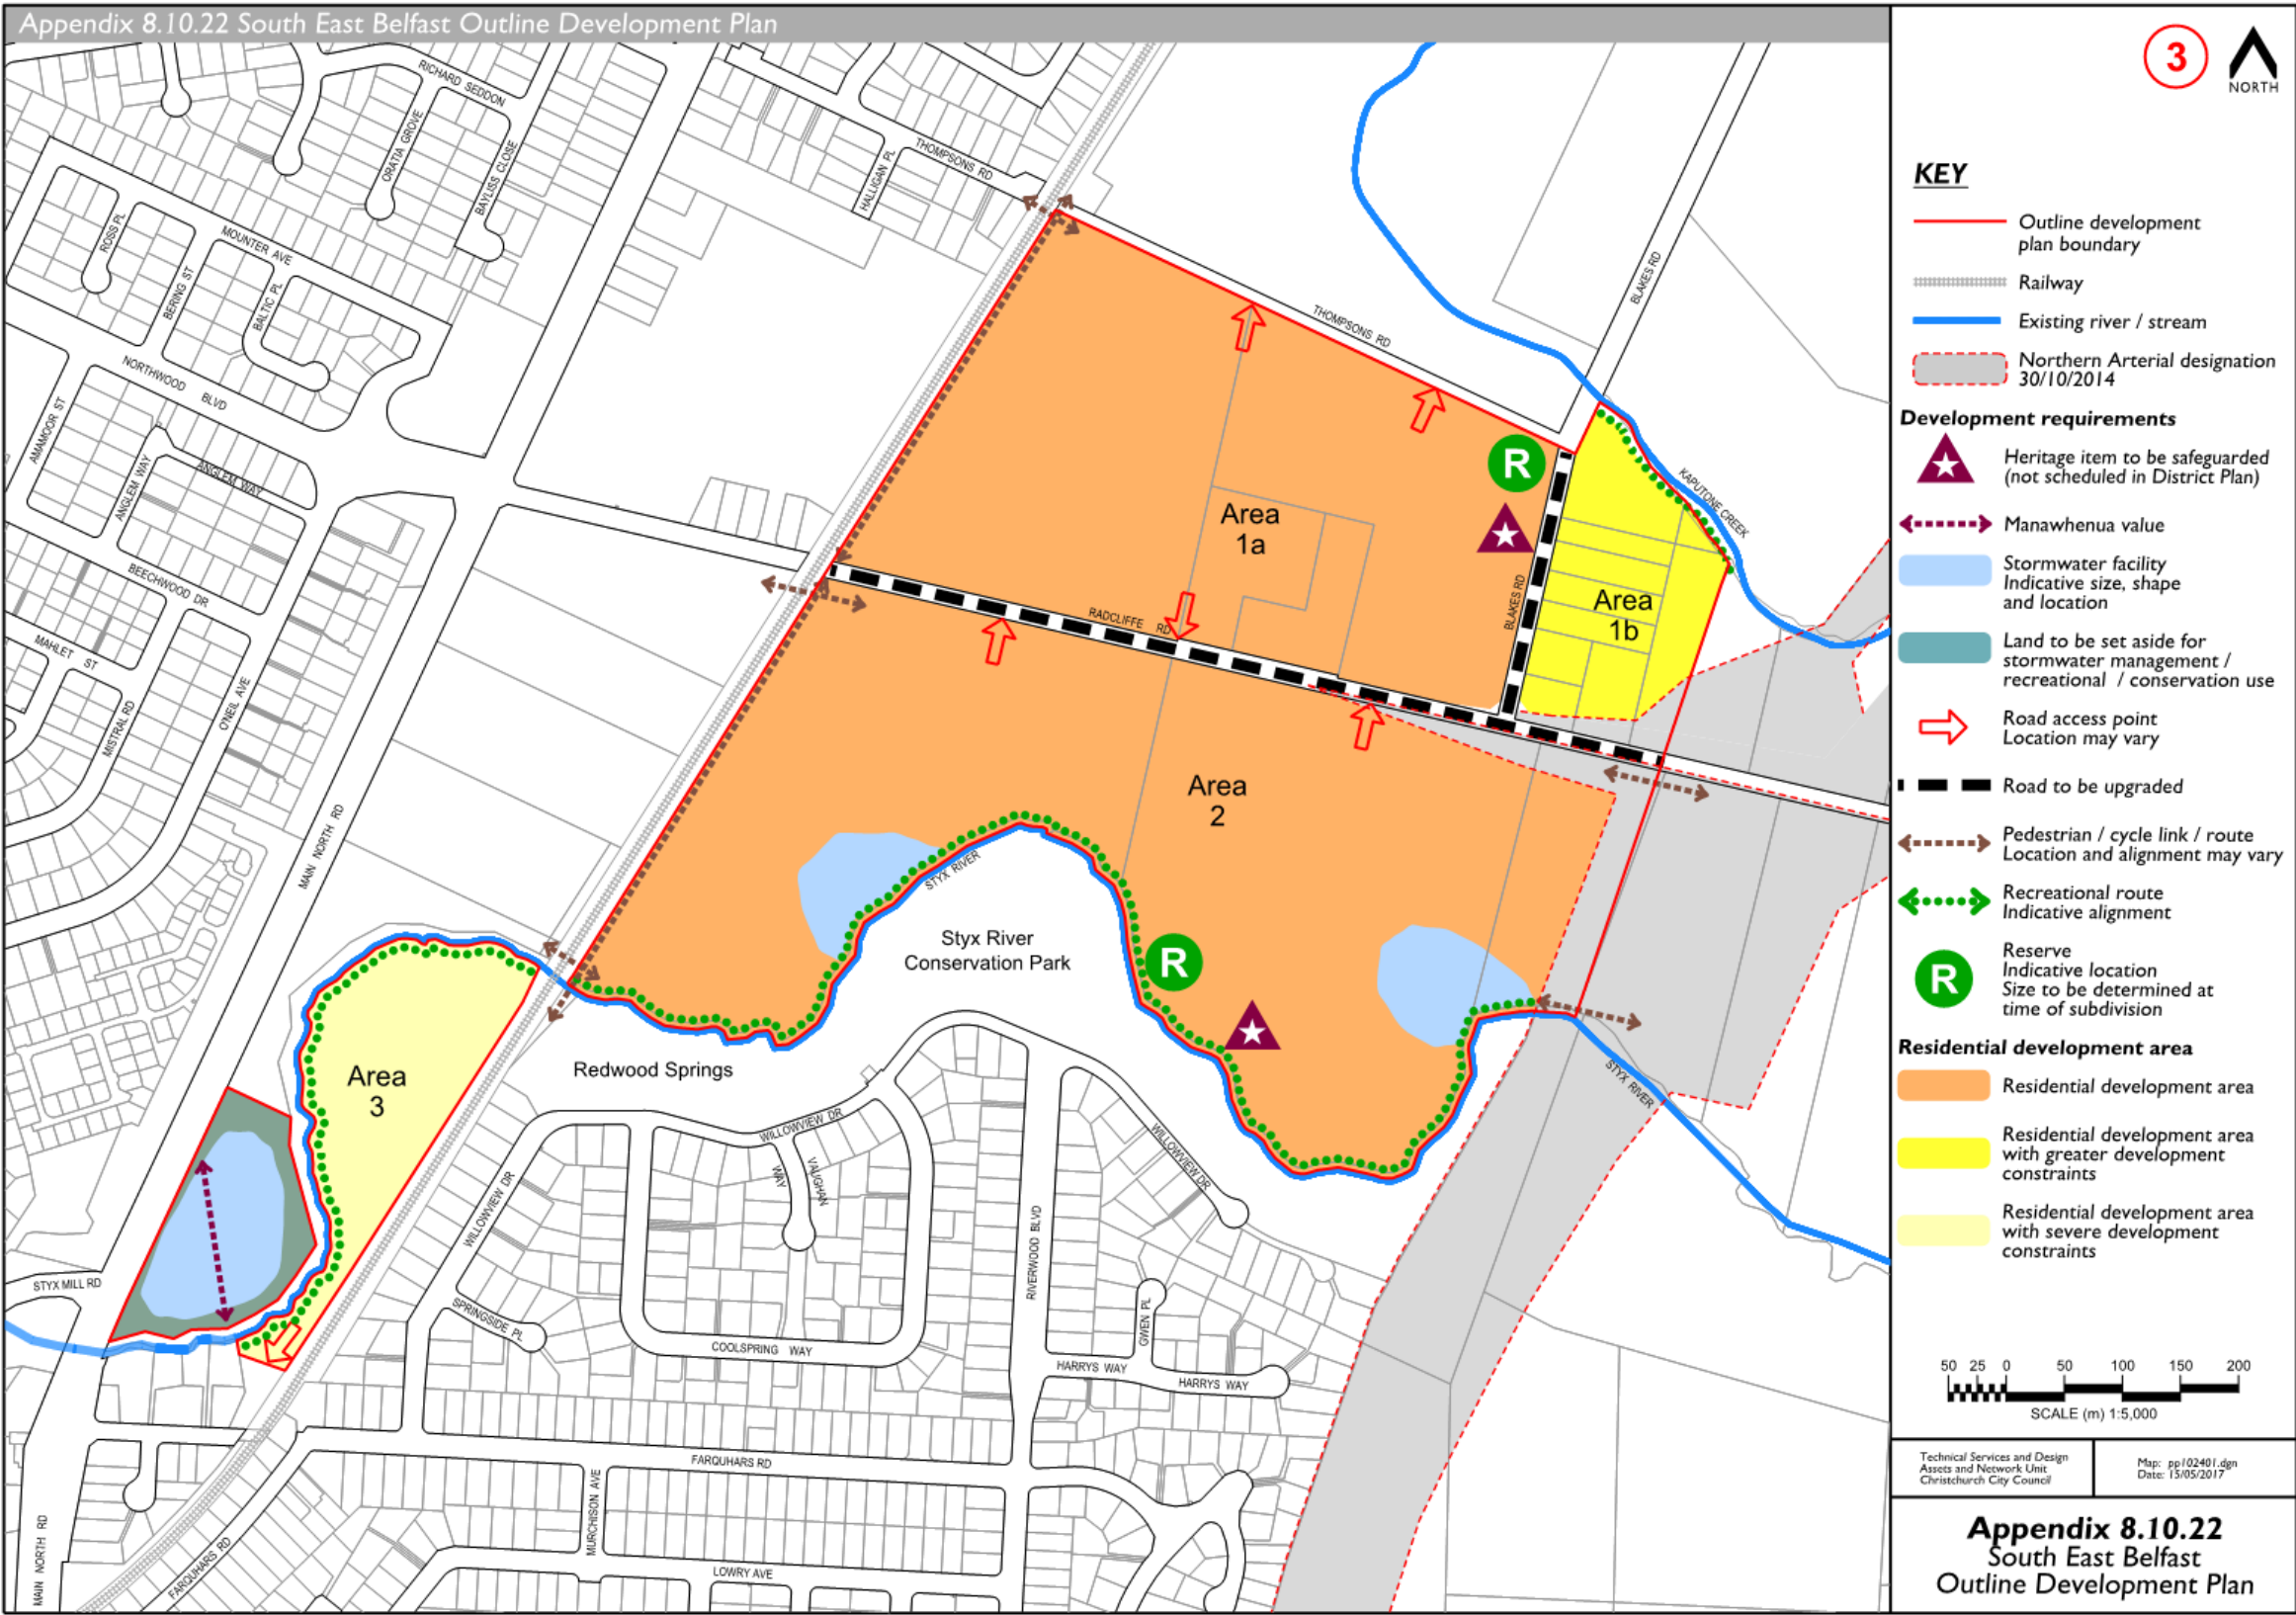 Appendix 8.10.22 South East Belfast Outline Development Plan
RICHARD SEDDON
ORATIA GROVE
BAYLISS CLOSE
THOMPSONS RD
HALLIGAN PL
ROSS PL
MOUNTER AVE
BERING ST
BALTIC PL
BLAKES RD
THOMPSONS RD
NORTHWOOD
BLVD
AMAMOOR ST
ANGLEM WAY
ANGLEM WAY
R
KAPUTONE CREEK
Area
1a
BEECHWOOD DR
BLAKES RD
Area
1b
RADCLIFFE RD
MAHLET ST
MISTRAL RD
O'NEIL AVE
Area
2
MAIN NORTH RD
STYX RIVER
Styx River
Conservation Park
R
Redwood Springs
Area
3
STYX RIVER
WILLOWVIEW DR
WILLOWVIEW DR
VAUGHAN
WAY
WILLOWVIEW DR
RIVERWOOD BLVD
STYX MILL RD
SPRINGSIDE PL
GWEN PL
COOLSPRING WAY
HARRYS WAY
HARRYS WAY
FARQUHARS RD
MURCHISON AVE
MAIN NORTH RD
FARQUHARS RD
LOWRY AVE
3
NORTH
KEY
Outline development
plan boundary
Railway
Existing river / stream
Northern Arterial designation
30/10/2014
Development requirements
Heritage item to be safeguarded
(not scheduled in District Plan)
Manawhenua value
Stormwater facility
Indicative size, shape
and location
Land to be set aside for
stormwater management /
recreational / conservation use
Road access point
Location may vary
Road to be upgraded
Pedestrian / cycle link / route
Location and alignment may vary
Recreational route
Indicative alignment
R
Reserve
Indicative location
Size to be determined at
time of subdivision
Residential development area
Residential development area
Residential development area
with greater development
constraints
Residential development area
with severe development
constraints
50 25 0 50 100 150 200
SCALE (m) 1:5,000
Technical Services and Design
Assets and Network Unit
Christchurch City Council
Map: pp102401.dgn
Date: 15/05/2017
Appendix 8.10.22
South East Belfast
Outline Development Plan